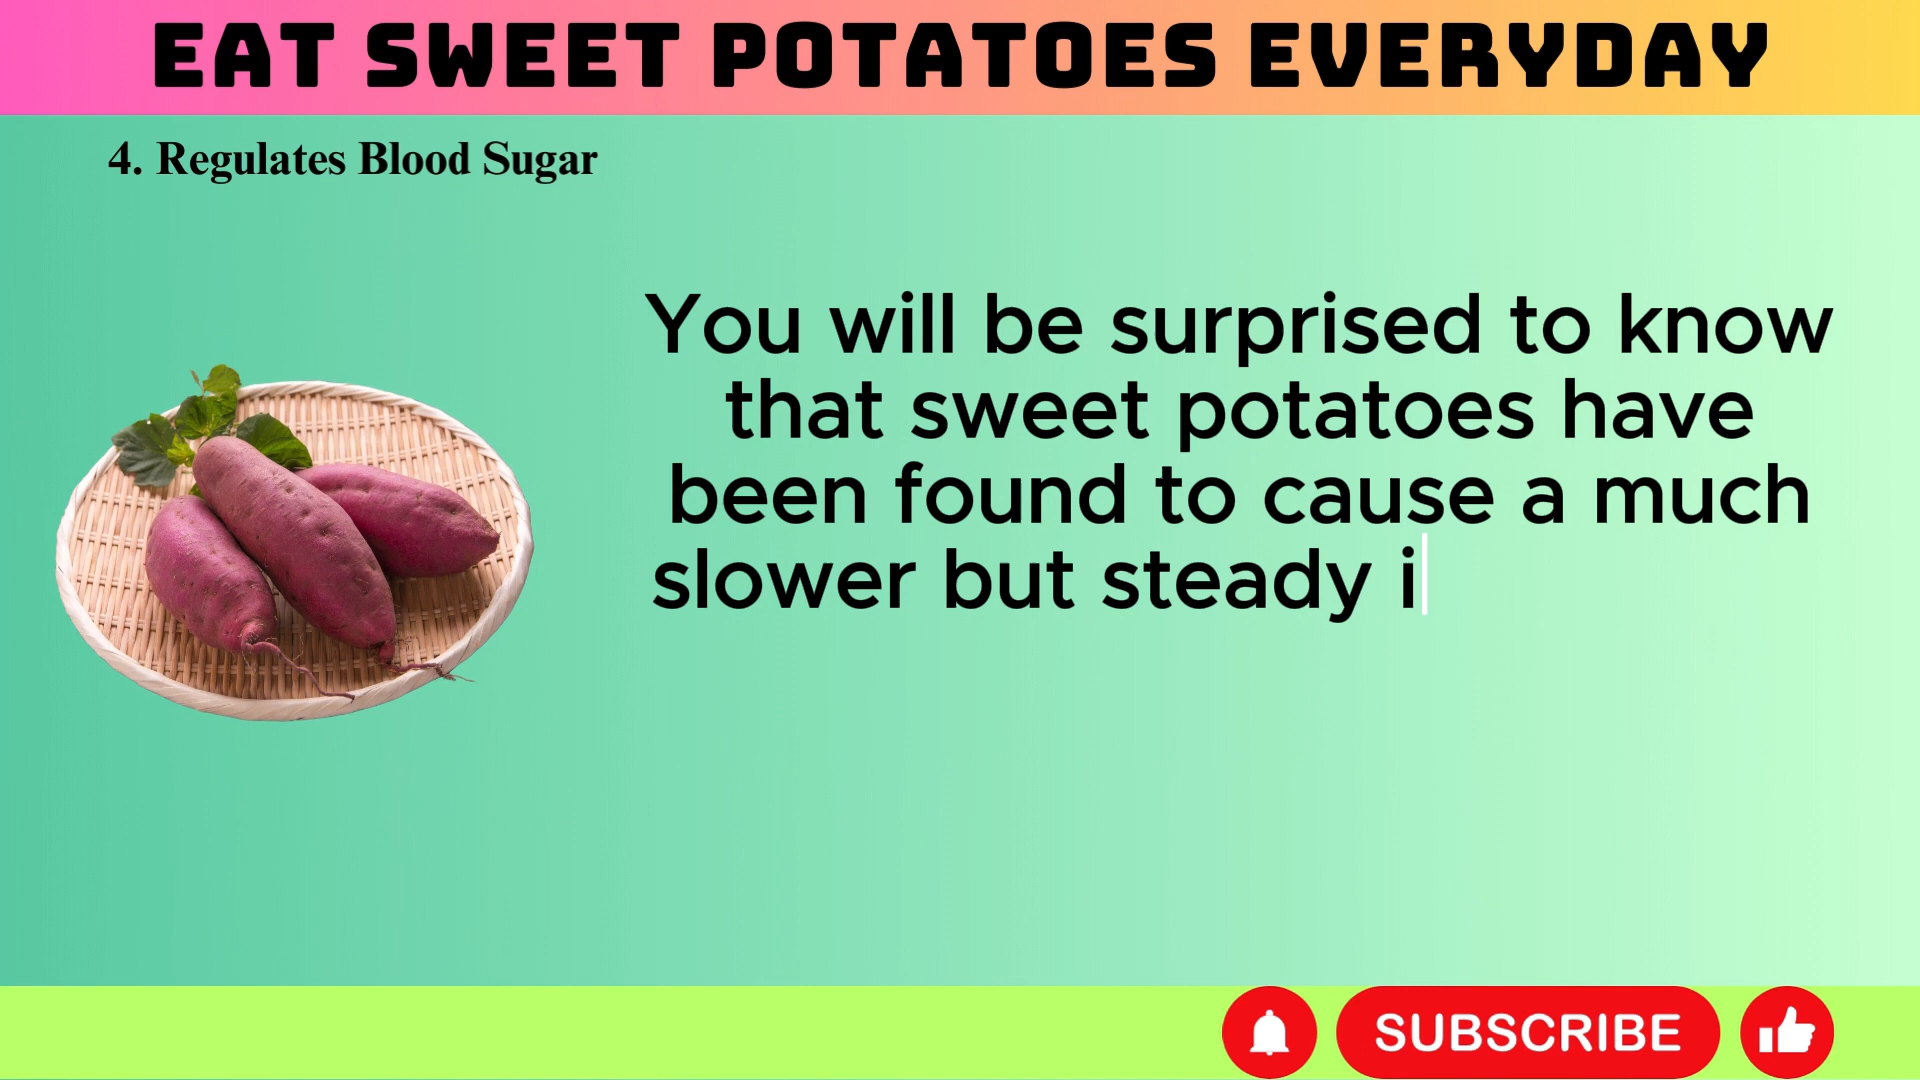 EAT SWEET POTATOES EVERYDAY
4. Regulates Blood Sugar
You will be surprised to know
that sweet potatoes have
been found to cause a much
slower but steady i
SUBSCRIBE